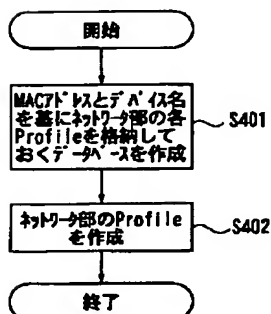 開始
MACｱﾄﾞﾚｽとﾃﾞﾊﾞｲｽ名
を基にﾈｯﾄﾜｰｸ部の各
Profileを格納して
おくﾃﾞｰﾀﾍﾞｰｽを作成
S401
ﾈｯﾄﾜｰｸ部のProfile
を作成
S402
終了